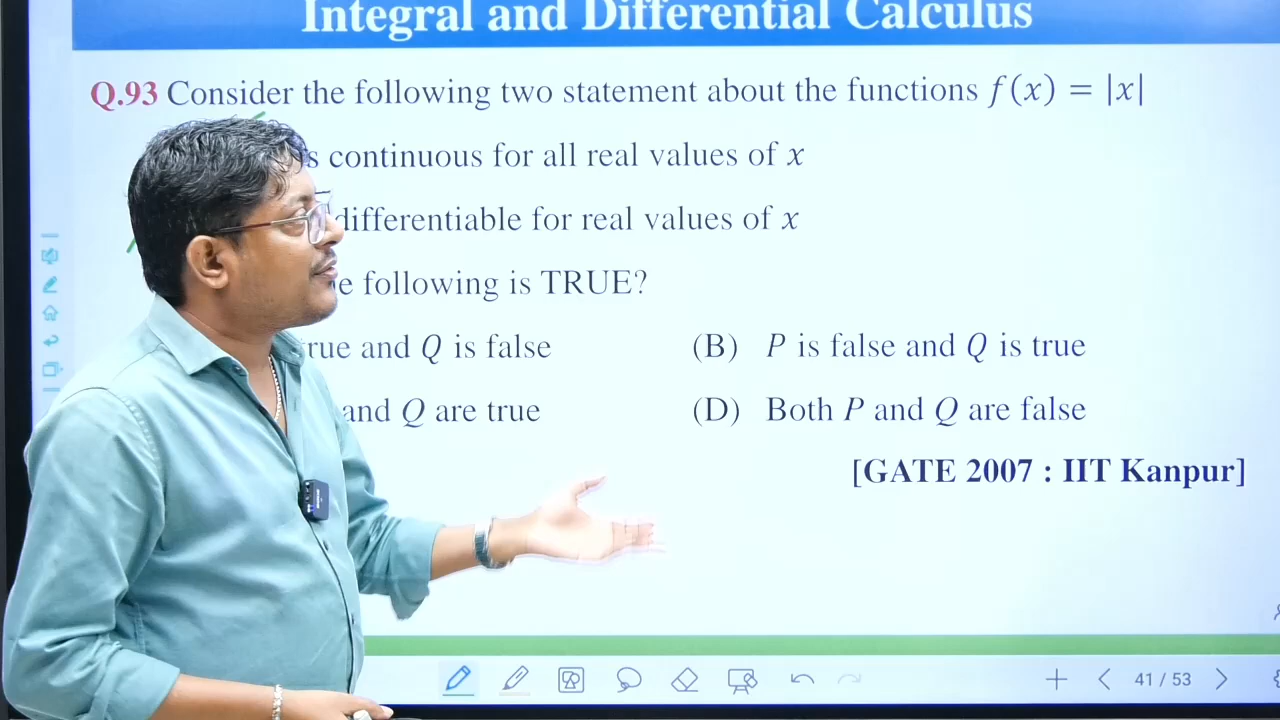 Integral and Differential Calculus
Q.93 Consider the following two statement about the functions f(x) = |x|
s continuous for all real values of x
differentiable for real values of x
e following is TRUE?
rue and Q is false
(B) P is false and Q is true
and Q are true
(D) Both P and Q are false
[GATE 2007 : IIT Kanpur]
41 / 53